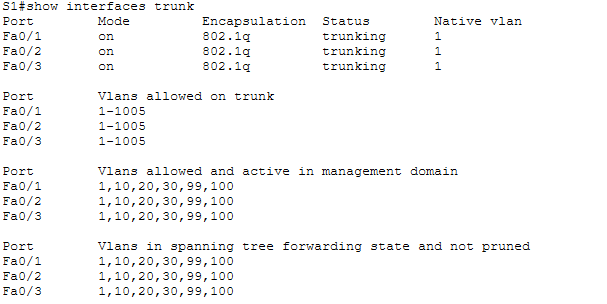 S1#show interfaces trunk
Port        Mode         Encapsulation  Status        Native vlan
Fa0/1       on           802.1q         trunking      1
Fa0/2       on           802.1q         trunking      1
Fa0/3       on           802.1q         trunking      1

Port        Vlans allowed on trunk
Fa0/1       1-1005
Fa0/2       1-1005
Fa0/3       1-1005

Port        Vlans allowed and active in management domain
Fa0/1       1,10,20,30,99,100
Fa0/2       1,10,20,30,99,100
Fa0/3       1,10,20,30,99,100

Port        Vlans in spanning tree forwarding state and not pruned
Fa0/1       1,10,20,30,99,100
Fa0/2       1,10,20,30,99,100
Fa0/3       1,10,20,30,99,100